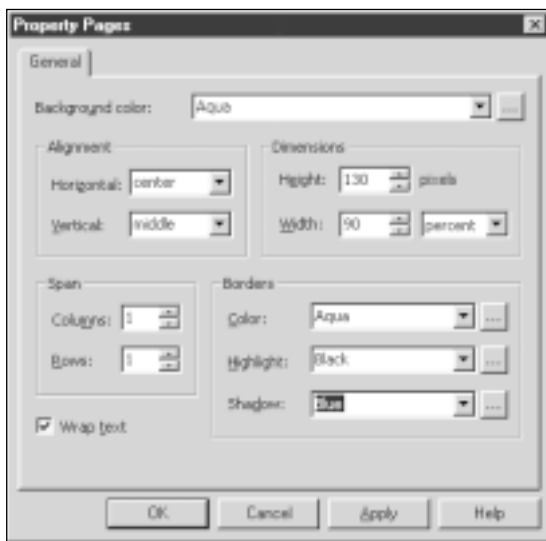 Property Pages
General
Background color: Aqua ...
Alignment
Horizontal: center
Vertical: middle
Dimensions
Height: 130 pixels
Width: 90 percent
Span
Columns: 1
Rows: 1
Borders
Color: Aqua ...
Highlight: Black ...
Shadow: Blue ...
Wrap text
OK Cancel Apply Help